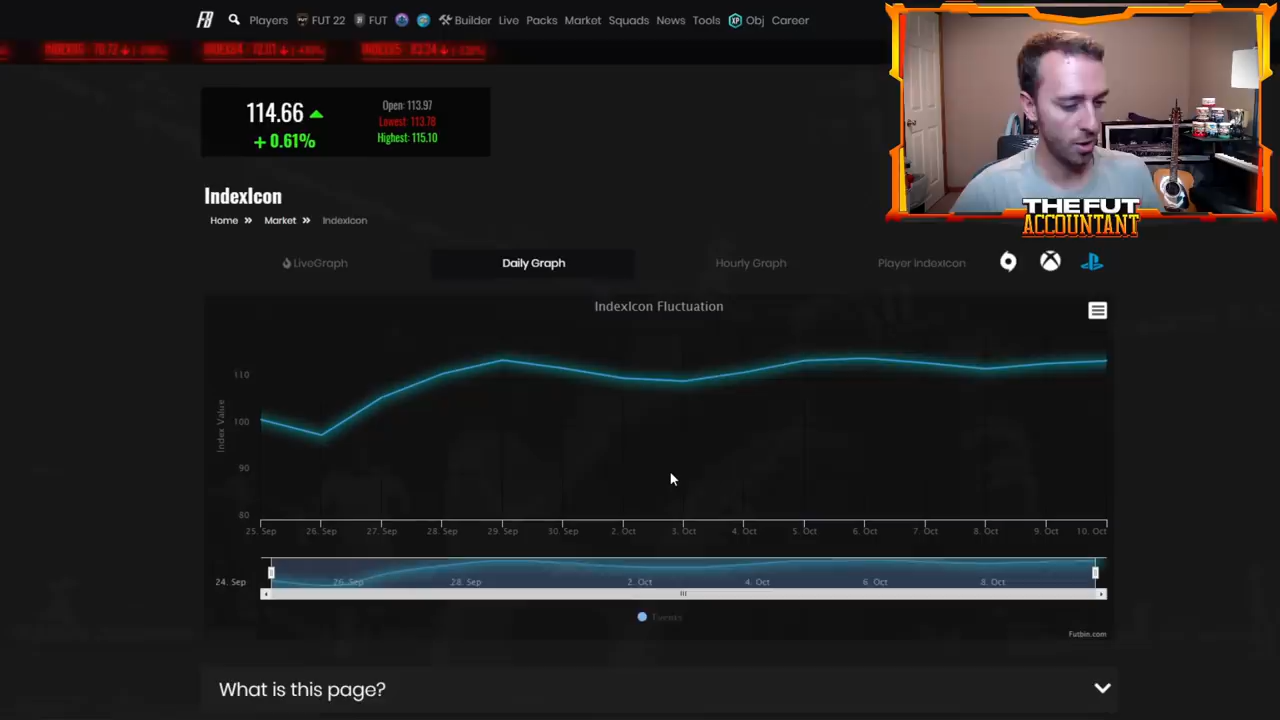 FB Players FUT 22 FUT Builder Live Packs Market Squads News Tools XP Obj Career
114.66
+ 0.61%
Open: 113.97
Lowest: 113.78
Highest: 115.10
THE FUT
ACCOUNTANT
IndexIcon
Home » Market » IndexIcon
LiveGraph Daily Graph Hourly Graph Player IndexIcon
IndexIcon Fluctuation
Index Value
110
100
90
80
25. Sep 26. Sep 27. Sep 28. Sep 29. Sep 30. Sep 2. Oct 3. Oct 4. Oct 5. Oct 6. Oct 7. Oct 8. Oct 9. Oct 10. Oct
24. Sep 26. Sep 28. Sep 2. Oct 4. Oct 6. Oct 8. Oct
Events
Futbin.com
What is this page?